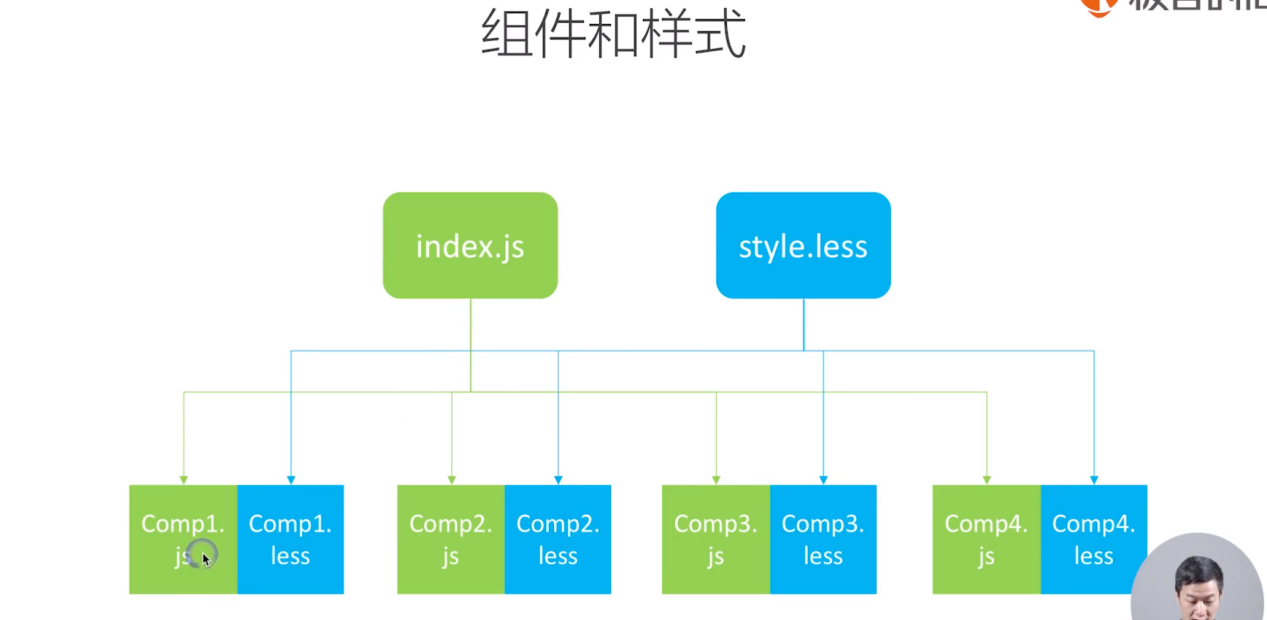 组件和样式
index.js
style.less
Comp1.
js
Comp1.
less
Comp2.
js
Comp2.
less
Comp3.
js
Comp3.
less
Comp4.
js
Comp4.
less